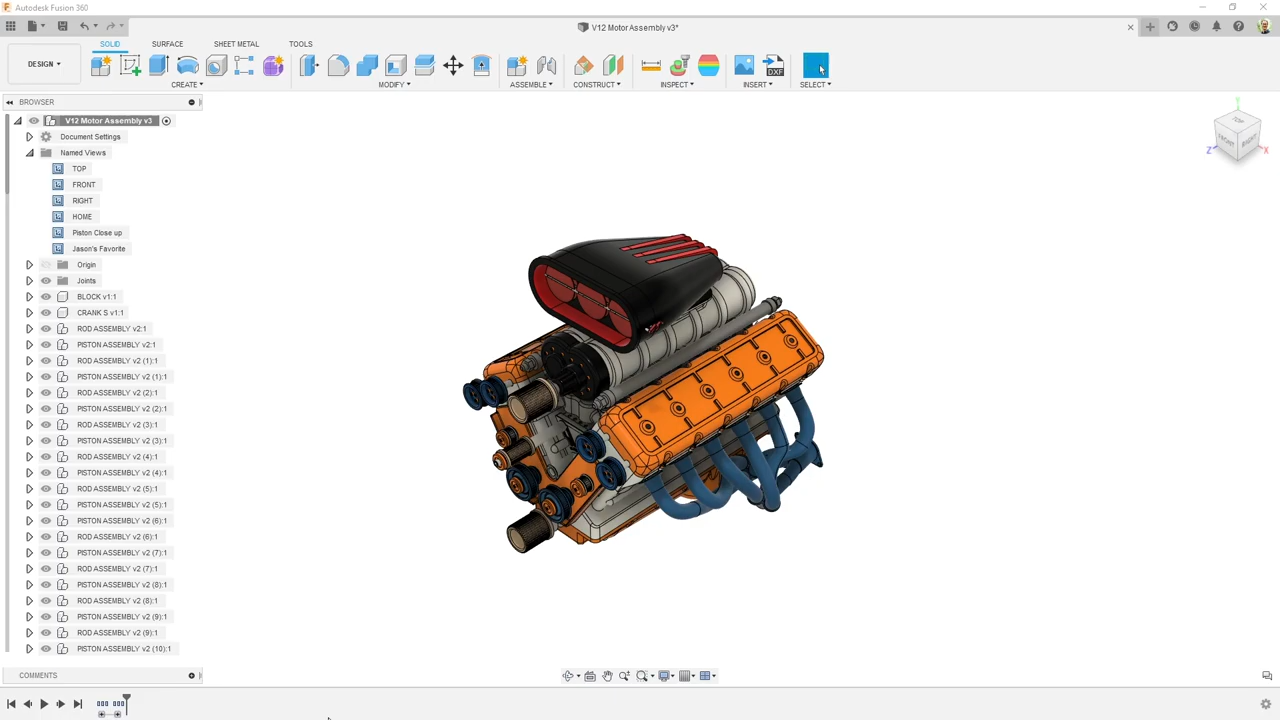 Autodesk Fusion 360
V12 Motor Assembly v3*
SOLID SURFACE SHEET METAL TOOLS
DESIGN
CREATE MODIFY ASSEMBLE CONSTRUCT INSPECT INSERT SELECT
DXF
BROWSER
V12 Motor Assembly v3
Document Settings
Named Views
TOP
FRONT
RIGHT
HOME
Piston Close up
Jason's Favorite
Origin
Joints
BLOCK v1:1
CRANK S v1:1
ROD ASSEMBLY v2:1
PISTON ASSEMBLY v2:1
ROD ASSEMBLY v2 (1):1
PISTON ASSEMBLY v2 (1):1
ROD ASSEMBLY v2 (2):1
PISTON ASSEMBLY v2 (2):1
ROD ASSEMBLY v2 (3):1
PISTON ASSEMBLY v2 (3):1
ROD ASSEMBLY v2 (4):1
PISTON ASSEMBLY v2 (4):1
ROD ASSEMBLY v2 (5):1
PISTON ASSEMBLY v2 (5):1
PISTON ASSEMBLY v2 (6):1
ROD ASSEMBLY v2 (6):1
PISTON ASSEMBLY v2 (7):1
ROD ASSEMBLY v2 (7):1
PISTON ASSEMBLY v2 (8):1
ROD ASSEMBLY v2 (8):1
PISTON ASSEMBLY v2 (9):1
ROD ASSEMBLY v2 (9):1
PISTON ASSEMBLY v2 (10):1
COMMENTS
Y
TOP
FRONT RIGHT
Z X